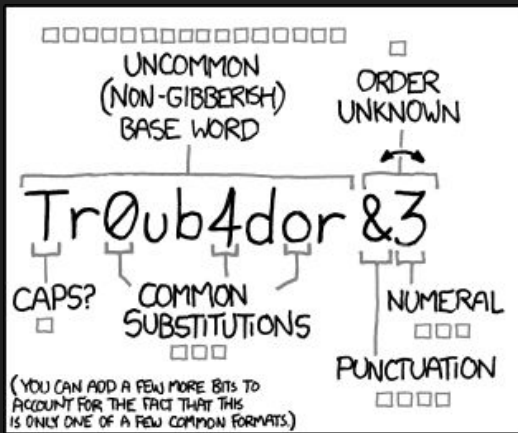 UNCOMMON
(NON-GIBBERISH)
BASE WORD
ORDER
UNKNOWN
Tr0ub4dor &3
CAPS?
COMMON
SUBSTITUTIONS
NUMERAL
PUNCTUATION
(YOU CAN ADD A FEW MORE BITS TO
ACCOUNT FOR THE FACT THAT THIS
IS ONLY ONE OF A FEW COMMON FORMATS.)